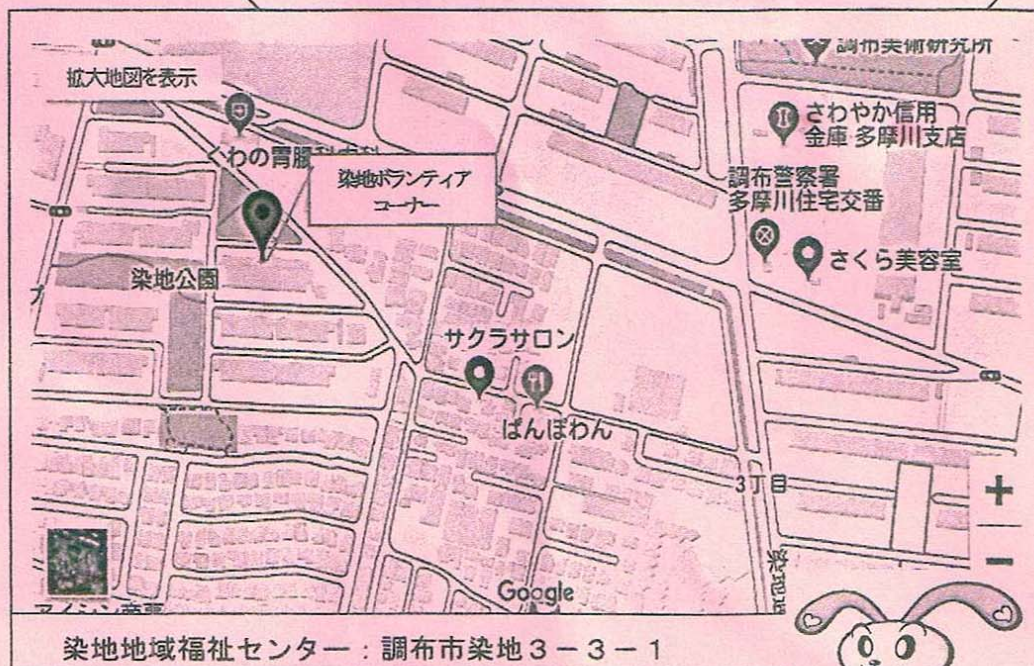 調布美術研究所
拡大地図を表示
さわやか信用
金庫 多摩川支店
くわの胃腸
染地ボランティア
コーナー
調布警察署
多摩川住宅交番
さくら美容室
染地公園
サクラサロン
ぱんぽわん
3丁目
+
-
Google
染地地域福祉センター：調布市染地３－３－１